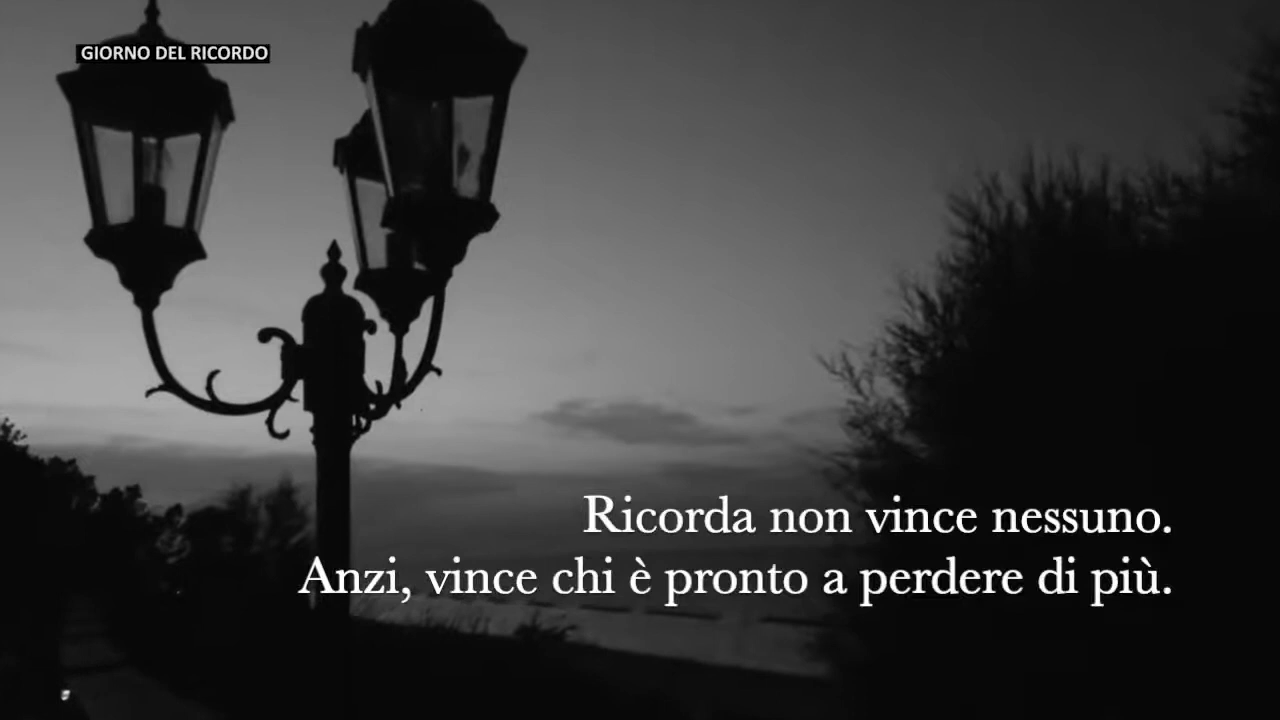 GIORNO DEL RICORDO
Ricorda non vince nessuno.
Anzi, vince chi è pronto a perdere di più.